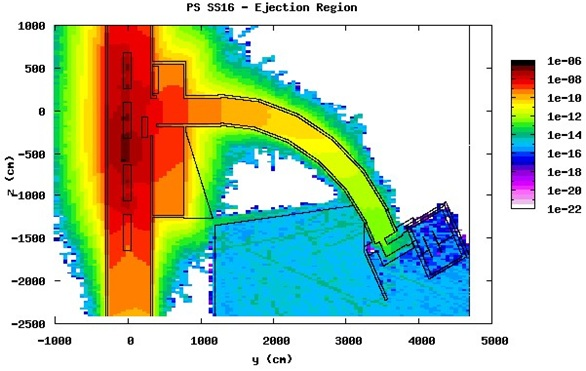 PS SS16 - Ejection Region
1000
500
0
-500
-1000
-1500
-2000
-2500
z (cm)
-1000 0 1000 2000 3000 4000 5000
y (cm)
1e-06
1e-08
1e-10
1e-12
1e-14
1e-16
1e-18
1e-20
1e-22